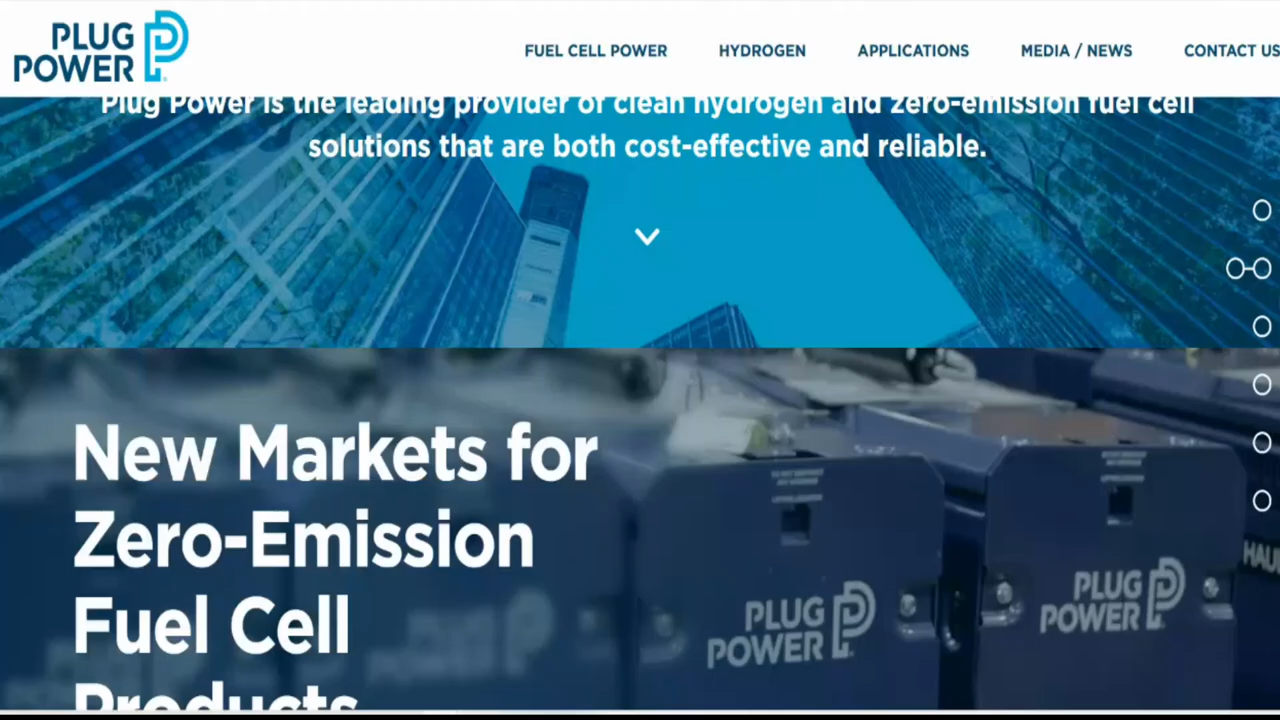 PLUG
POWER
FUEL CELL POWER
HYDROGEN
APPLICATIONS
MEDIA / NEWS
CONTACT US
Plug Power is the leading provider of clean hydrogen and zero-emission fuel cell
solutions that are both cost-effective and reliable.
New Markets for
Zero-Emission
Fuel Cell
Products
PLUG
POWER
PLUG
POWER
HAUL